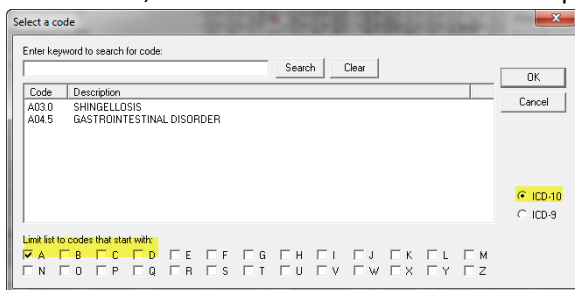 Select a code
Enter keyword to search for code:
Search Clear
OK
Cancel
Code Description
A03.0 SHINGELLOSIS
A04.5 GASTROINTESTINAL DISORDER
ICD-10
ICD-9
Limit list to codes that start with:
A B C D E F G H I J K L M
N O P Q R S T U V W X Y Z